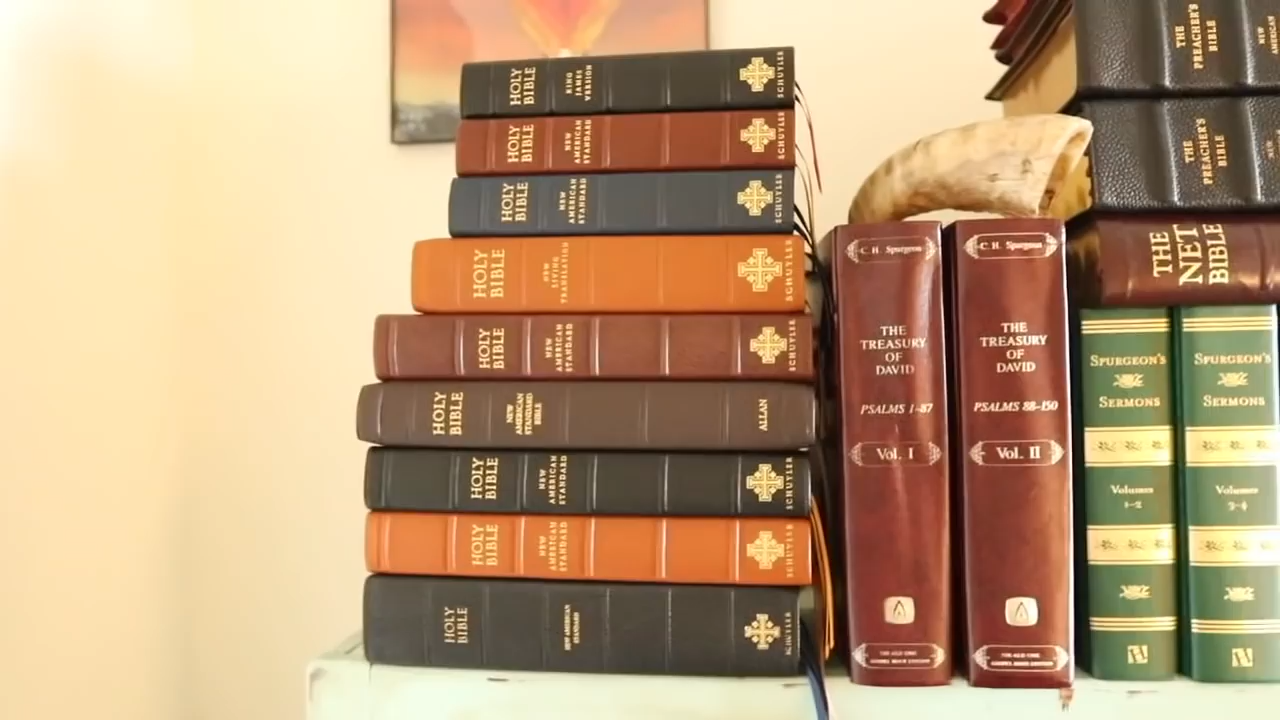 HOLY
BIBLE
KING
JAMES
VERSION
SCHUYLER
HOLY
BIBLE
NEW
AMERICAN
STANDARD
SCHUYLER
HOLY
BIBLE
NEW
AMERICAN
STANDARD
SCHUYLER
HOLY
BIBLE
NEW
LIVING
TRANSLATION
SCHUYLER
HOLY
BIBLE
NEW
AMERICAN
STANDARD
SCHUYLER
HOLY
BIBLE
NEW
AMERICAN
STANDARD
BIBLE
ALLAN
HOLY
BIBLE
NEW
AMERICAN
STANDARD
SCHUYLER
HOLY
BIBLE
NEW
AMERICAN
STANDARD
SCHUYLER
HOLY
BIBLE
NEW AMERICAN
STANDARD
SCHUYLER
C. H. Spurgeon
THE
TREASURY
OF
DAVID
PSALMS 1-87
Vol. I
C. H. Spurgeon
THE
TREASURY
OF
DAVID
PSALMS 88-150
Vol. II
THE
PREACHER'S
BIBLE
NEW
AMERICAN
THE
PREACHER'S
BIBLE
NEW
THE
NET
BIBLE
SPURGEON'S
SERMONS
Volumes
1-2
SPURGEON'S
SERMONS
Volumes
3-4